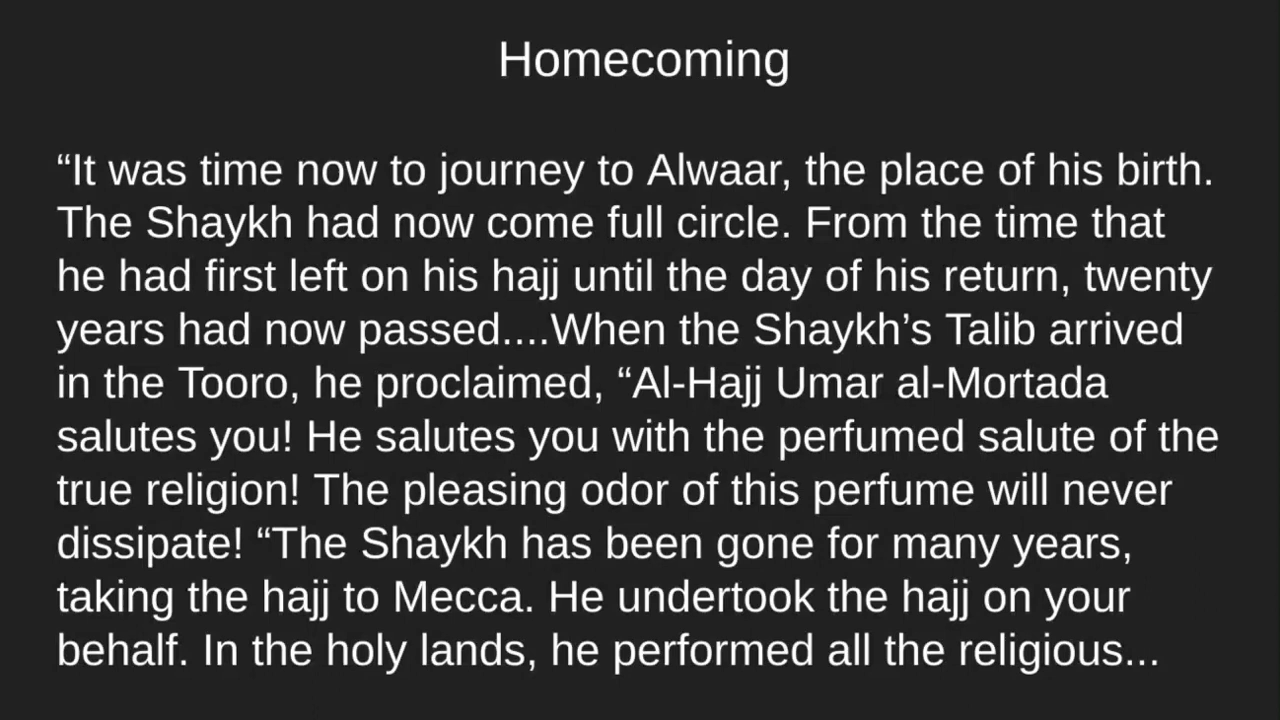 Homecoming
“It was time now to journey to Alwaar, the place of his birth.
The Shaykh had now come full circle. From the time that
he had first left on his hajj until the day of his return, twenty
years had now passed....When the Shaykh’s Talib arrived
in the Tooro, he proclaimed, “Al-Hajj Umar al-Mortada
salutes you! He salutes you with the perfumed salute of the
true religion! The pleasing odor of this perfume will never
dissipate! “The Shaykh has been gone for many years,
taking the hajj to Mecca. He undertook the hajj on your
behalf. In the holy lands, he performed all the religious...